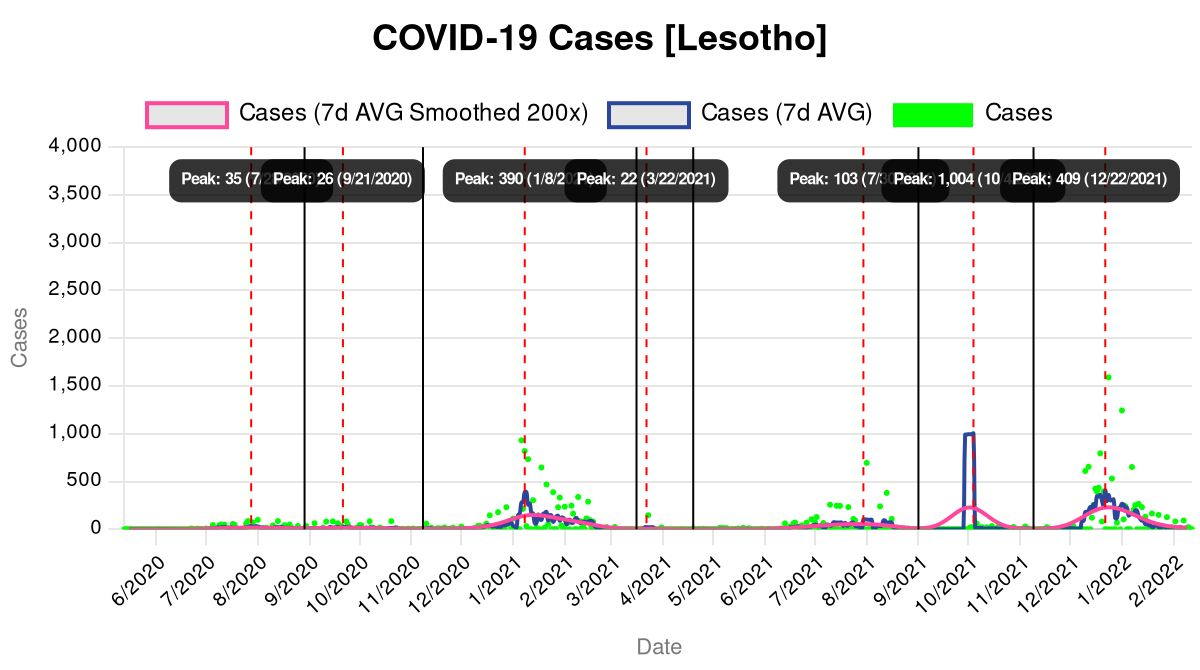 COVID-19 Cases [Lesotho]
Cases (7d AVG Smoothed 200x)
Cases (7d AVG)
Cases
4,000
3,500
3,000
2,500
2,000
1,500
1,000
500
0
Cases
Peak: 35 (7/
Peak: 26 (9/21/2020)
Peak: 390 (1/8/
Peak: 22 (3/22/2021)
Peak: 103 (7/
Peak: 1,004 (10/
Peak: 409 (12/22/2021)
6/2020
7/2020
8/2020
9/2020
10/2020
11/2020
12/2020
1/2021
2/2021
3/2021
4/2021
5/2021
6/2021
7/2021
8/2021
9/2021
10/2021
11/2021
12/2021
1/2022
2/2022
Date